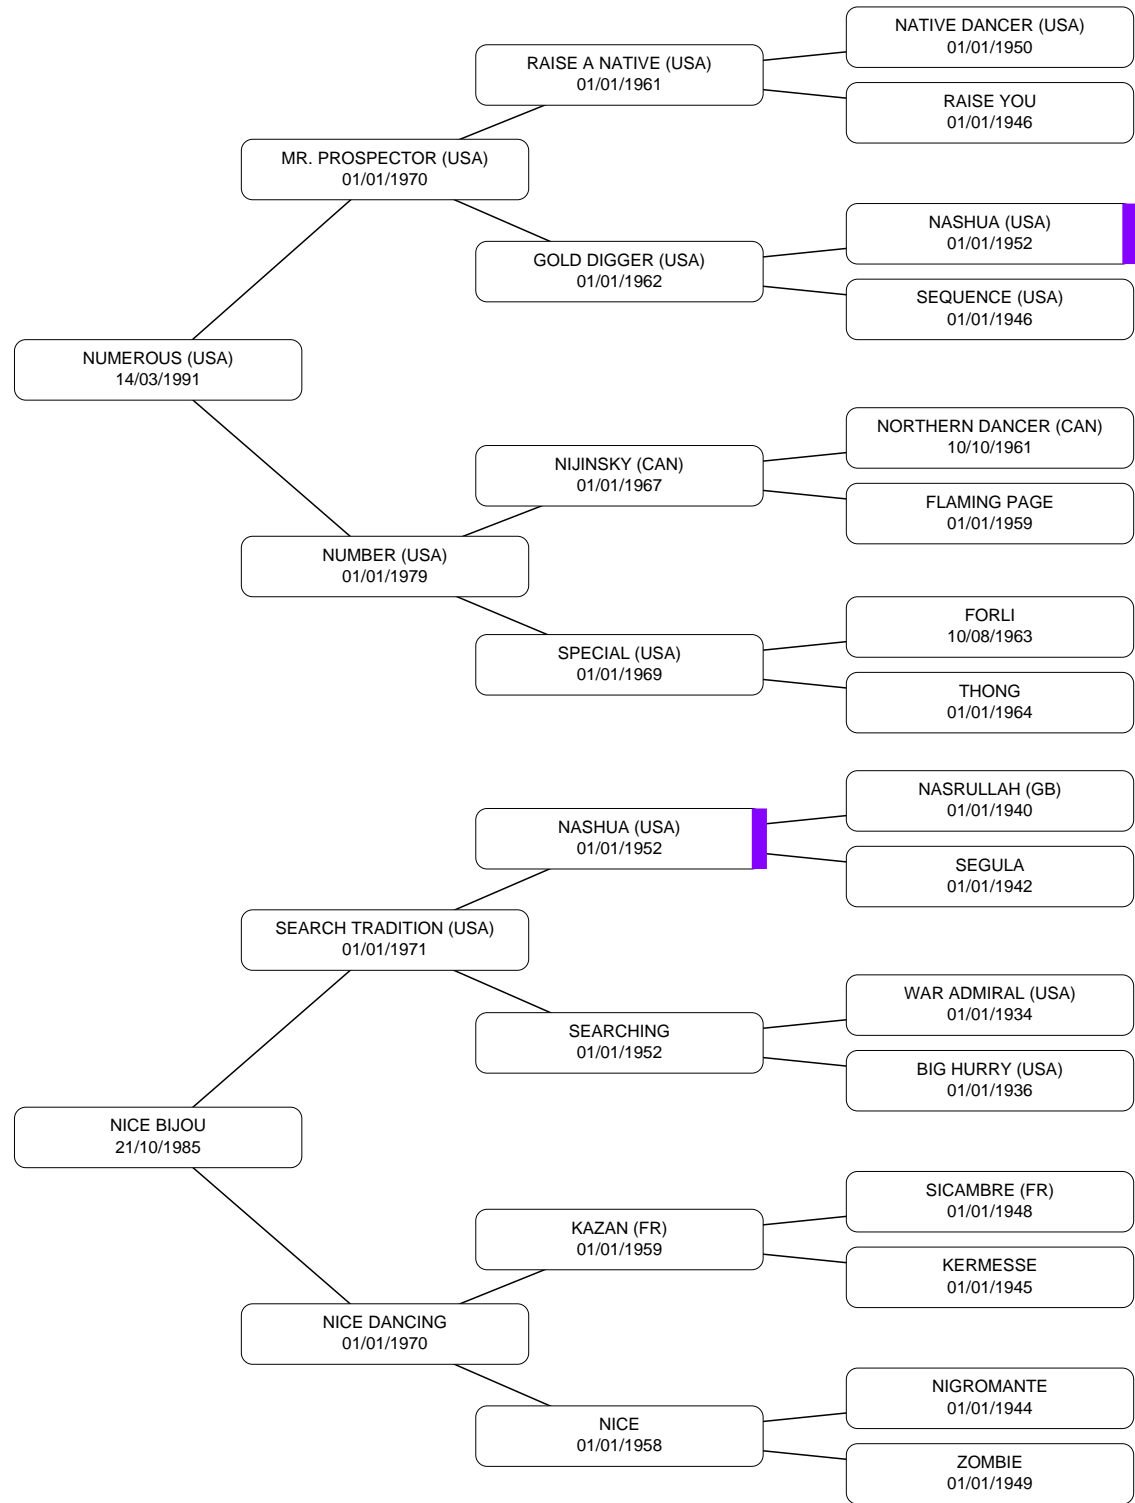 NATIVE DANCER (USA)
01/01/1950
RAISE A NATIVE (USA)
01/01/1961
RAISE YOU
01/01/1946
MR. PROSPECTOR (USA)
01/01/1970
NASHUA (USA)
01/01/1952
GOLD DIGGER (USA)
01/01/1962
SEQUENCE (USA)
01/01/1946
NUMEROUS (USA)
14/03/1991
NORTHERN DANCER (CAN)
10/10/1961
NIJINSKY (CAN)
01/01/1967
FLAMING PAGE
01/01/1959
NUMBER (USA)
01/01/1979
FORLI
10/08/1963
SPECIAL (USA)
01/01/1969
THONG
01/01/1964
NASRULLAH (GB)
01/01/1940
NASHUA (USA)
01/01/1952
SEGULA
01/01/1942
SEARCH TRADITION (USA)
01/01/1971
WAR ADMIRAL (USA)
01/01/1934
SEARCHING
01/01/1952
BIG HURRY (USA)
01/01/1936
NICE BIJOU
21/10/1985
SICAMBRE (FR)
01/01/1948
KAZAN (FR)
01/01/1959
KERMESSE
01/01/1945
NICE DANCING
01/01/1970
NIGROMANTE
01/01/1944
NICE
01/01/1958
ZOMBIE
01/01/1949